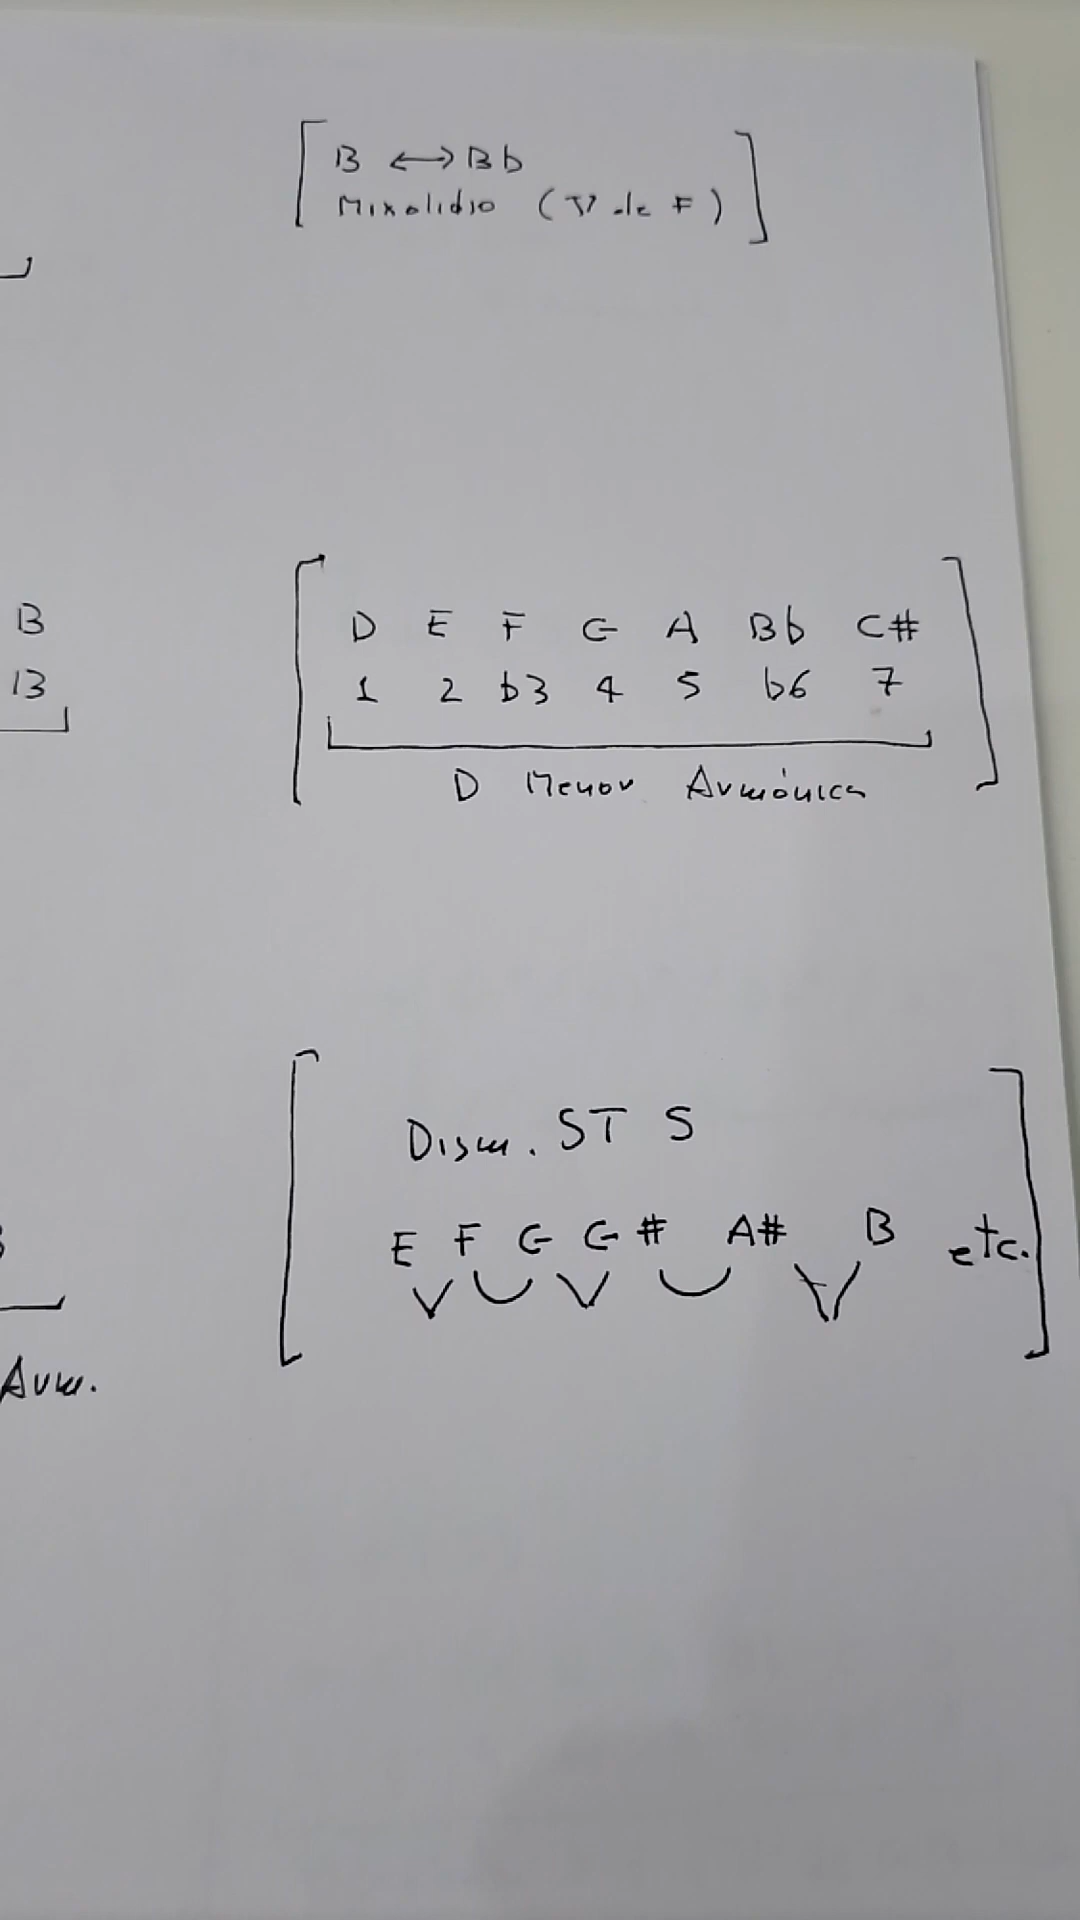 B ↔ Bb
Mixolidio (V de F)
B
13
D E F G A Bb C#
1 2 b3 4 5 b6 7
D Menor Armónica
Dism. ST S
E F G G# A# B etc.
Arm.